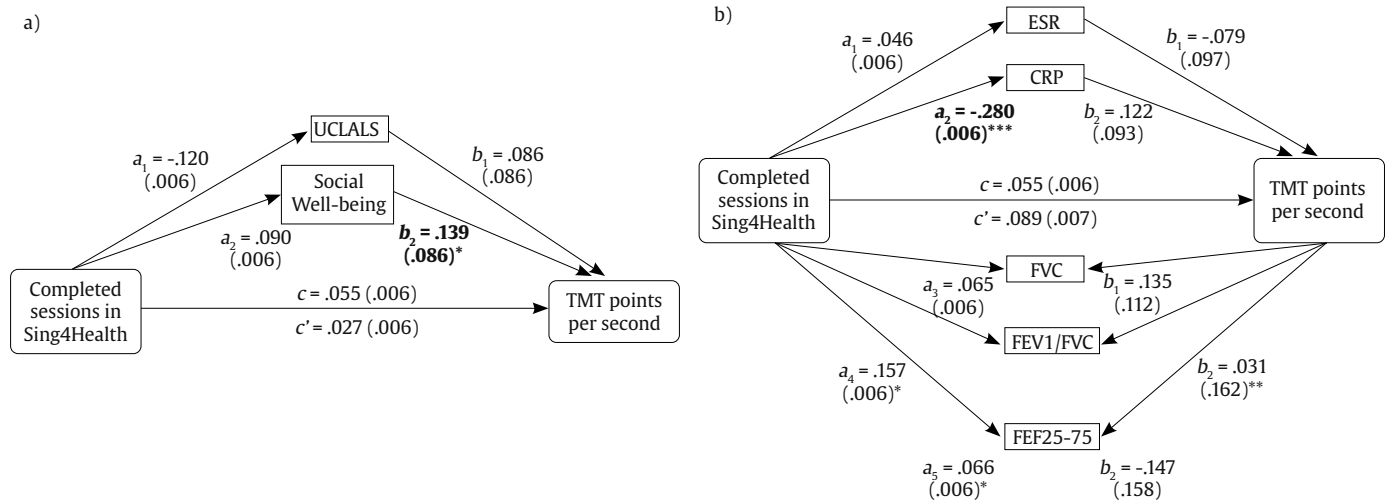 a)
UCLALS
a₁ = -.120
(.006)
b₁ = .086
(.086)
Social
Well-being
a₂ = .090
(.006)
b₂ = .139
(.086)*
Completed
sessions in
Sing4Health
c = .055 (.006)
c’ = .027 (.006)
TMT points
per second
b)
ESR
a₁ = .046
(.006)
b₁ = -.079
(.097)
CRP
a₂ = -.280
(.006)***
b₂ = .122
(.093)
Completed
sessions in
Sing4Health
c = .055 (.006)
c’ = .089 (.007)
TMT points
per second
FVC
a₃ = .065
(.006)
b₁ = .135
(.112)
FEV1/FVC
a₄ = .157
(.006)*
b₂ = .031
(.162)**
FEF25-75
a₅ = .066
(.006)*
b₂ = -.147
(.158)